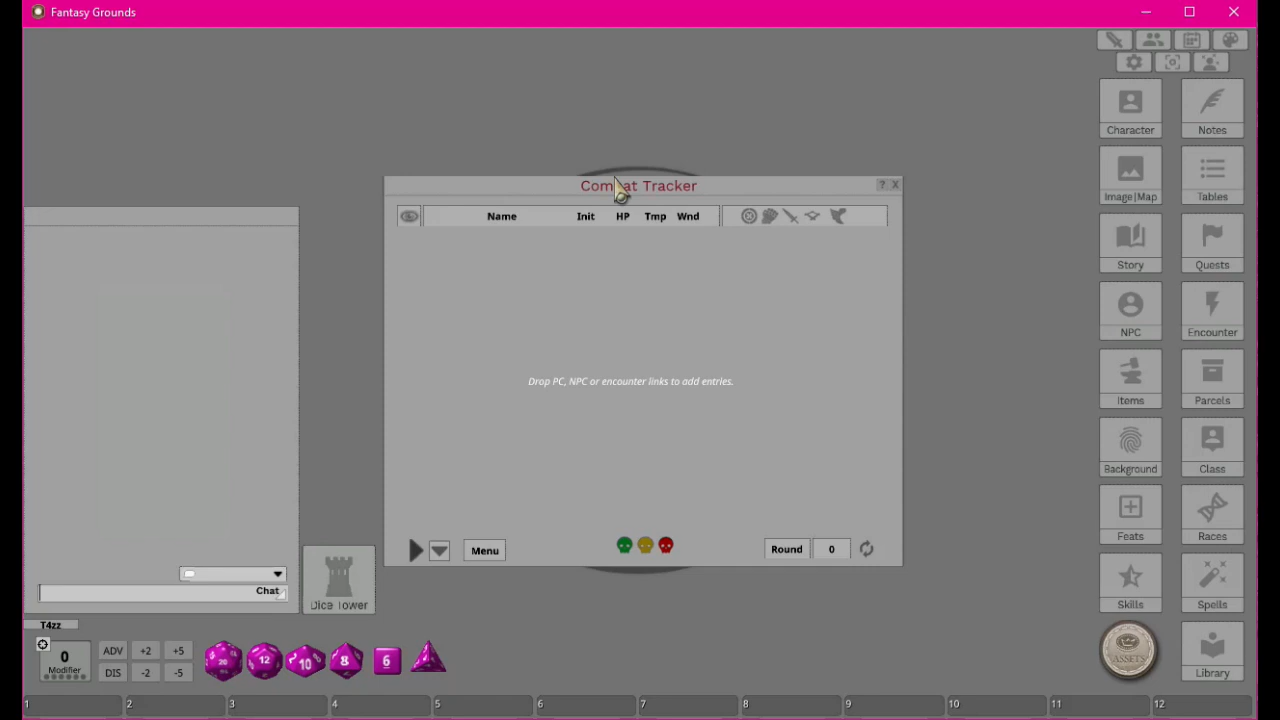 Fantasy Grounds
Combat Tracker
? X
Name Init HP Tmp Wnd
Drop PC, NPC or encounter links to add entries.
Menu
Round 0
Character Notes
Image|Map Tables
Story Quests
NPC Encounter
Items Parcels
Background Class
Feats Races
Skills Spells
ASSETS Library
Chat
Dice Tower
T4zz
0
Modifier
ADV +2 +5
DIS -2 -5
20 12 10 8 6
1 2 3 4 5 6 7 8 9 10 11 12